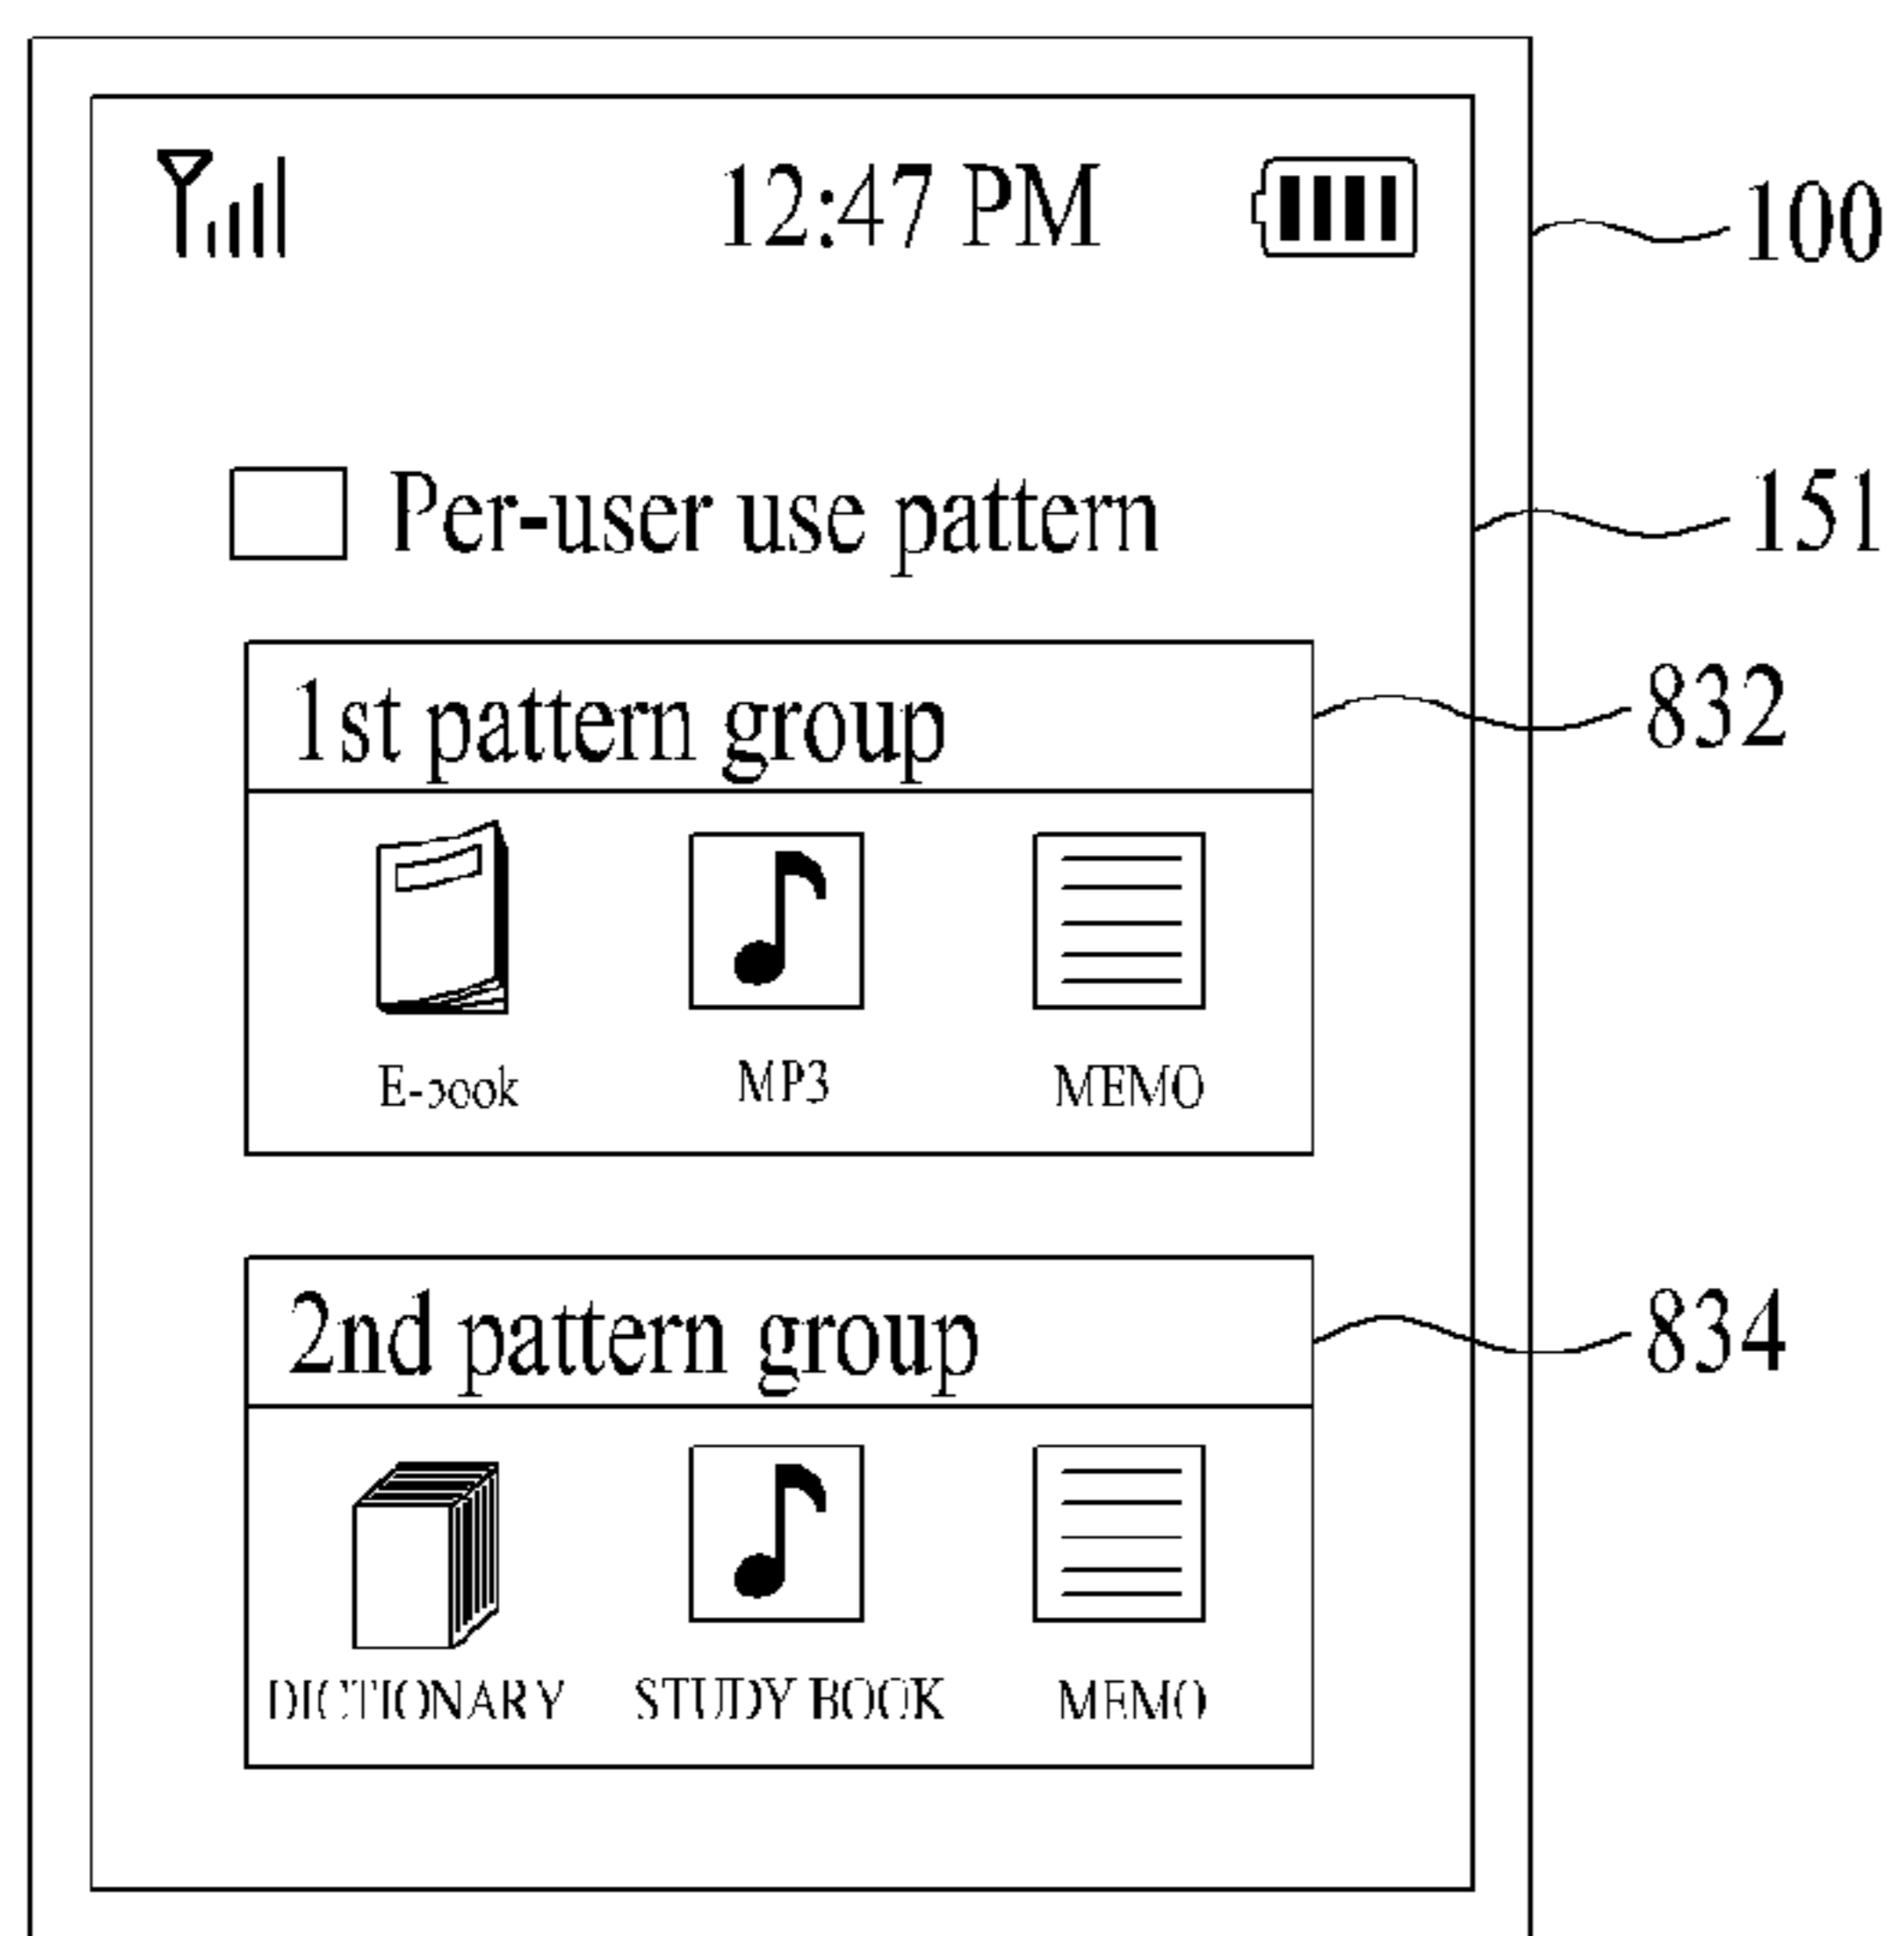 12:47 PM
100
Per-user use pattern
151
1st pattern group
832
E-book MP3 MEMO
2nd pattern group
834
DICTIONARY STUDY BOOK MEMO